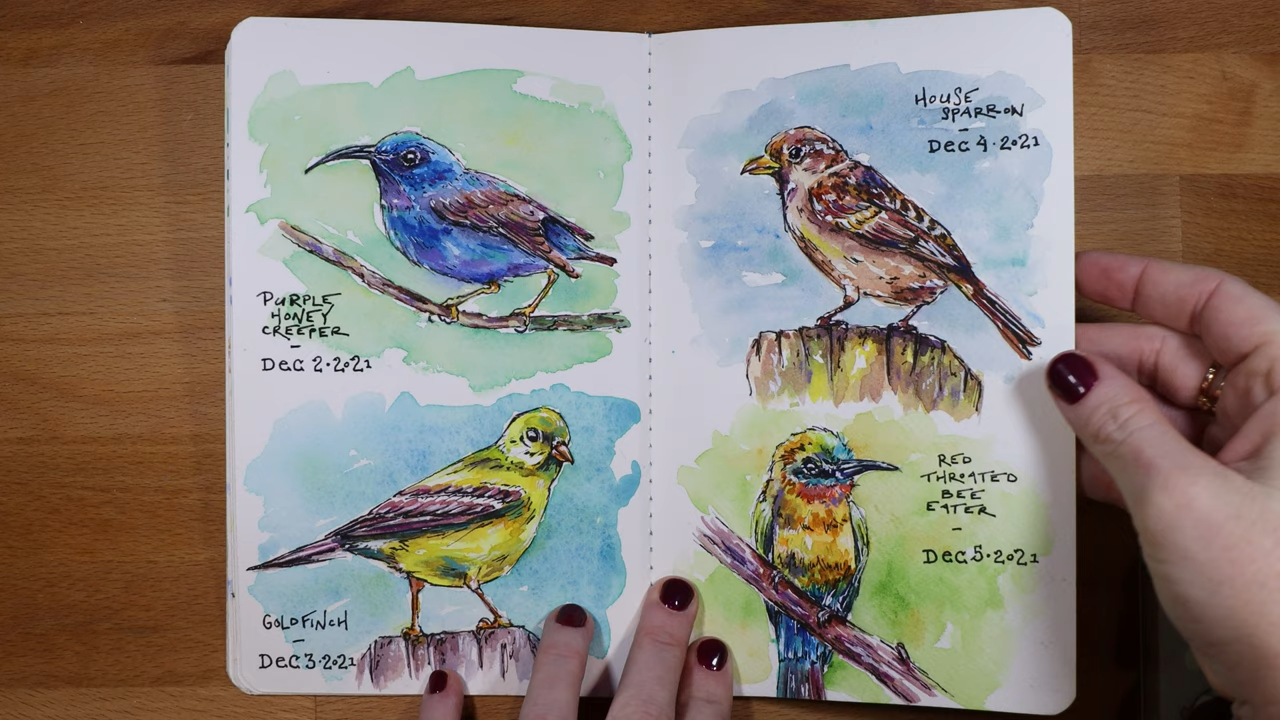 PURPLE
HONEY
CREEPER
-
Dec 2·2021
GOLDFINCH
-
Dec 3·2021
HOUSE
SPARROW
-
Dec 4·2021
RED
THROATED
BEE
EATER
-
Dec 5·2021